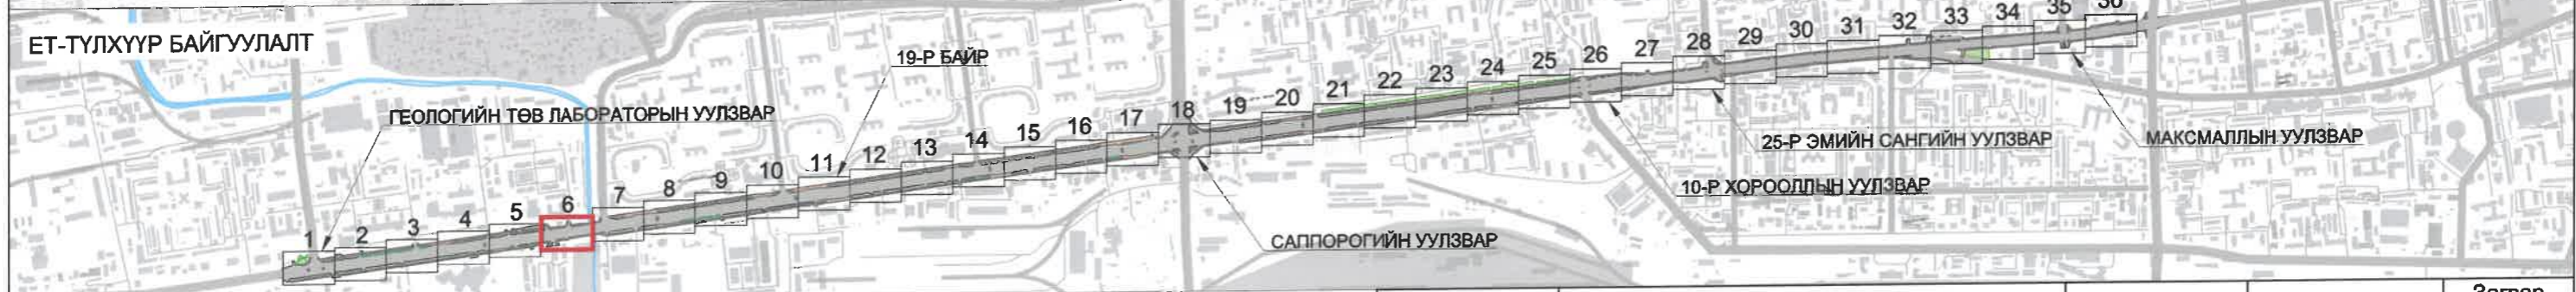 ЕТ-ТҮЛХҮҮР БАЙГУУЛАЛТ
ГЕОЛОГИЙН ТӨВ ЛАБОРАТОРЫН УУЛЗВАР
19-Р БАЙР
1 2 3 4 5 6 7 8 9 10 11 12 13 14 15 16 17 18 19 20 21 22 23 24 25 26 27 28 29 30 31 32 33 34 35 36
25-Р ЭМИЙН САНГИЙН УУЛЗВАР
МАКСМАЛЛЫН УУЛЗВАР
10-Р ХОРООЛЛЫН УУЛЗВАР
САППОРОГИЙН УУЛЗВАР